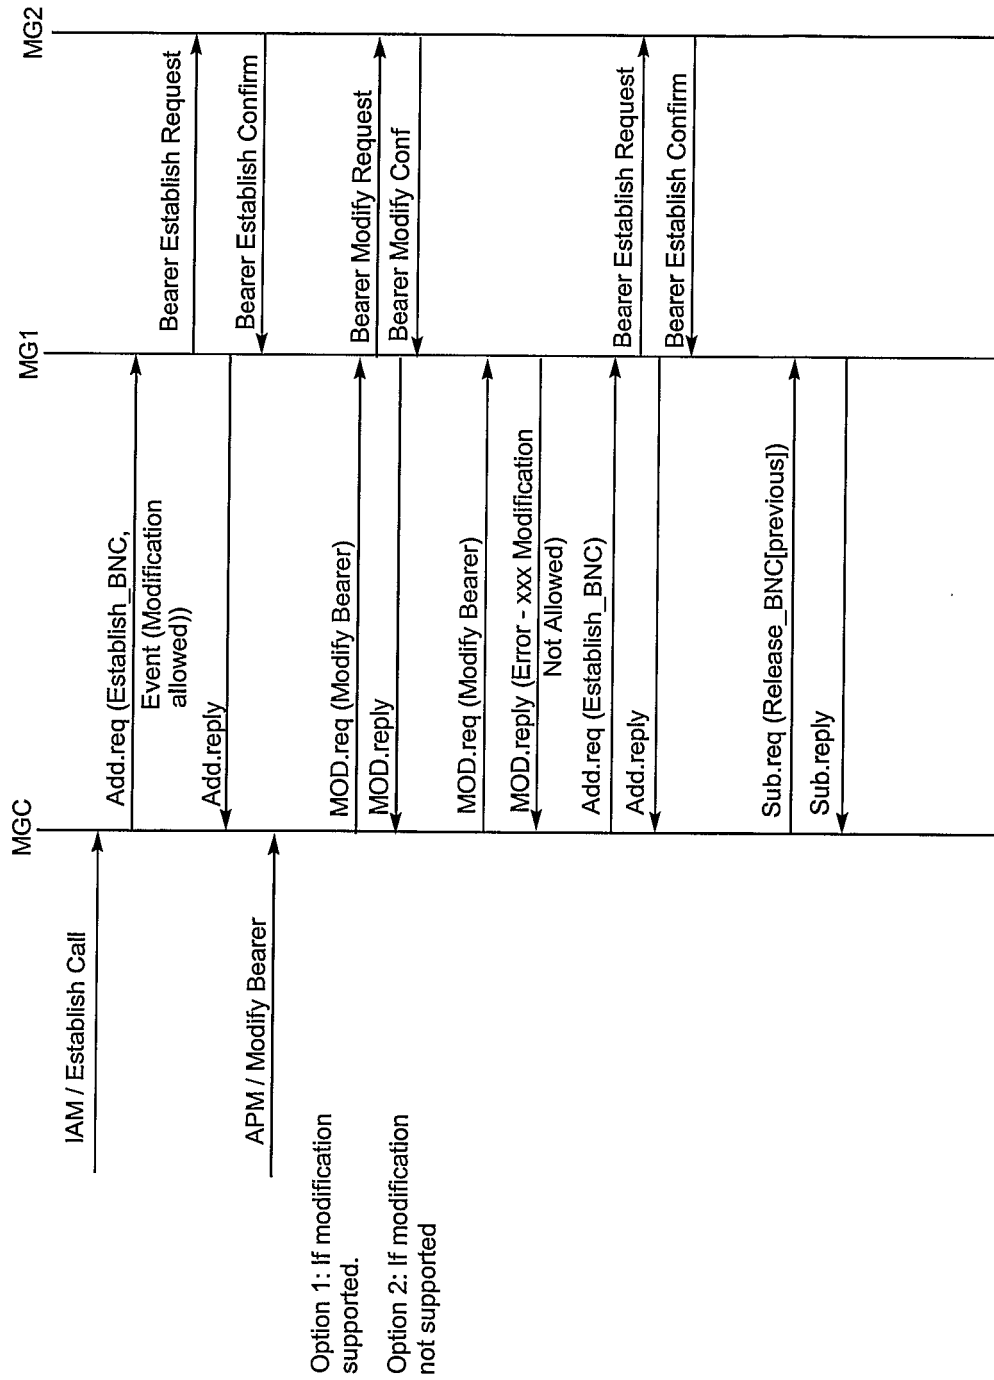 MGC
MG1
MG2
IAM / Establish Call
Add.req (Establish_BNC,
Event (Modification
allowed))
Bearer Establish Request
Add.reply
Bearer Establish Confirm
APM / Modify Bearer
Option 1: If modification
supported.
MOD.req (Modify Bearer)
Bearer Modify Request
MOD.reply
Bearer Modify Conf
Option 2: If modification
not supported
MOD.req (Modify Bearer)
MOD.reply (Error - xxx Modification
Not Allowed)
Add.req (Establish_BNC)
Bearer Establish Request
Add.reply
Bearer Establish Confirm
Sub.req (Release_BNC[previous])
Sub.reply